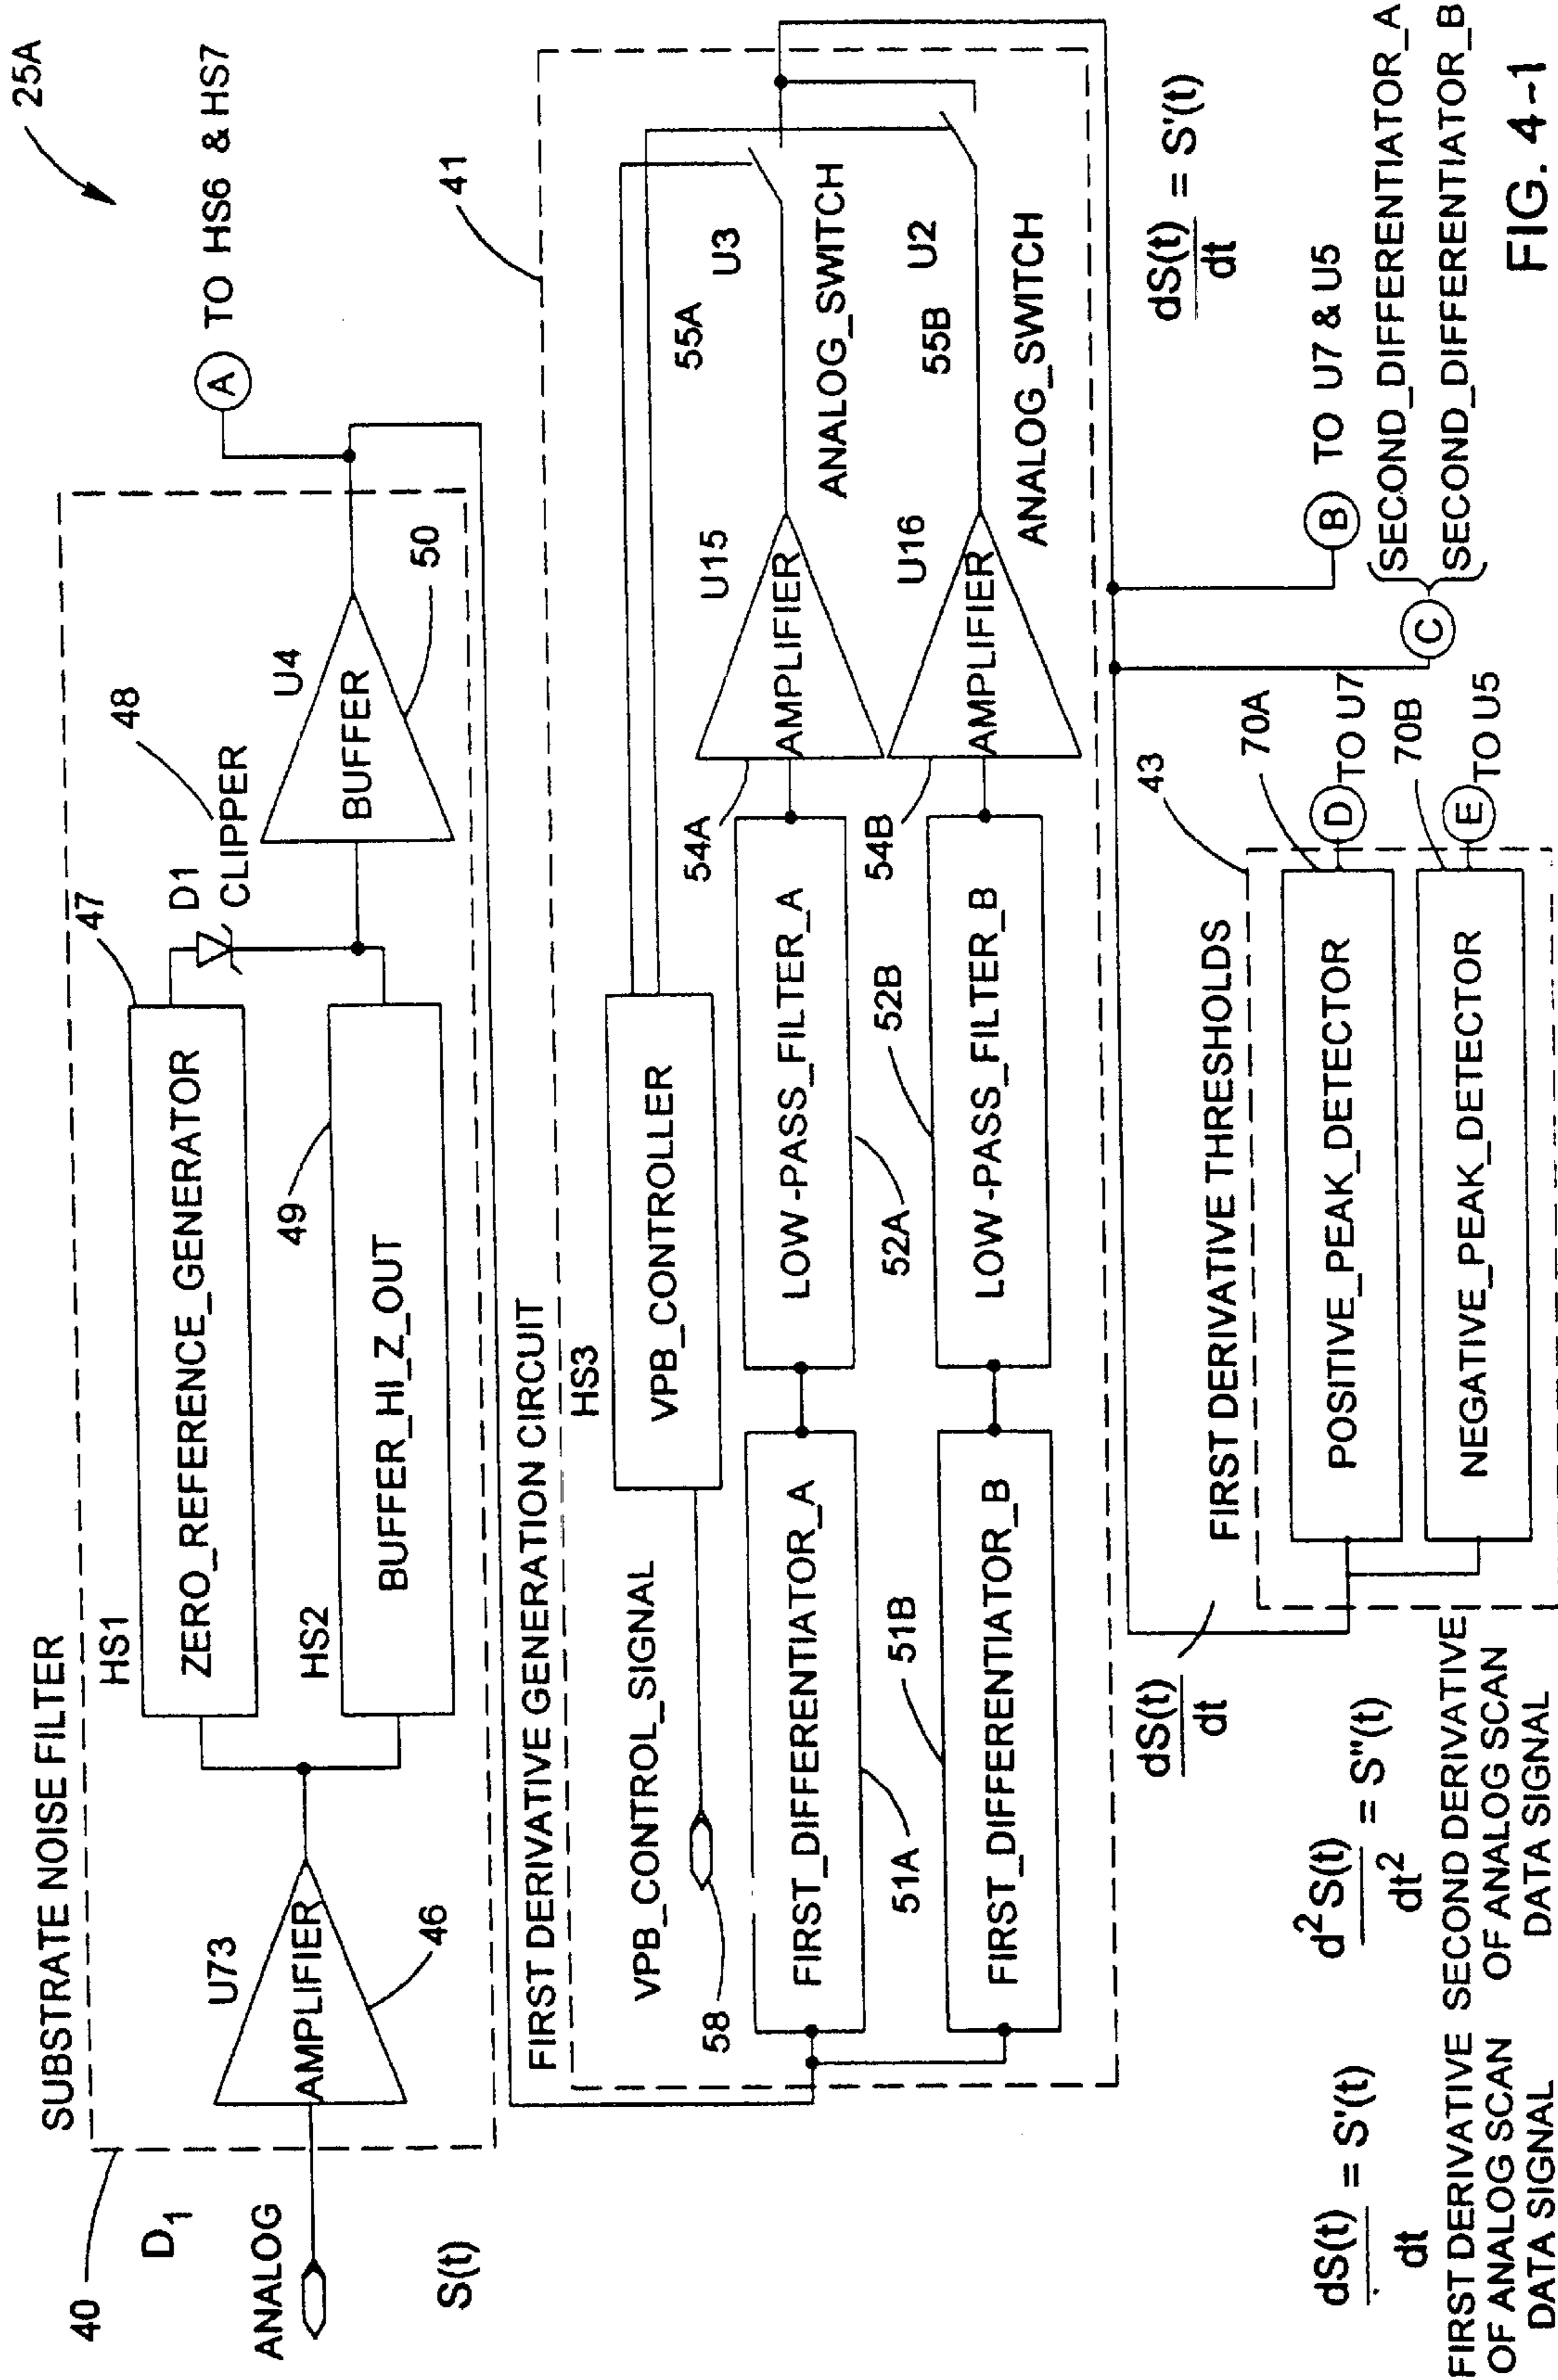 25A
SUBSTRATE NOISE FILTER
40
D1
ANALOG
S(t)
U73
AMPLIFIER
46
HS1
ZERO_REFERENCE_GENERATOR
47
HS2
BUFFER_HI_Z_OUT
49
D1
CLIPPER
48
U4
BUFFER
50
A TO HS6 & HS7
FIRST DERIVATIVE GENERATION CIRCUIT
41
HS3
VPB_CONTROL_SIGNAL
58
VPB_CONTROLLER
FIRST_DIFFERENTIATOR_A
51A
LOW-PASS_FILTER_A
52A
54A
U15
AMPLIFIER
55A
U3
ANALOG_SWITCH
FIRST_DIFFERENTIATOR_B
51B
LOW-PASS_FILTER_B
52B
54B
U16
AMPLIFIER
55B
U2
ANALOG_SWITCH
dS(t)
dt
= S'(t)
dS(t)
dt
FIRST DERIVATIVE THRESHOLDS
43
POSITIVE_PEAK_DETECTOR
70A
D TO U7
NEGATIVE_PEAK_DETECTOR
70B
E TO U5
B TO U7 & U5
C
SECOND_DIFFERENTIATOR_A
SECOND_DIFFERENTIATOR_B
dS(t)
dt
= S'(t)
FIRST DERIVATIVE
OF ANALOG SCAN
DATA SIGNAL
d2 S(t)
dt2
= S''(t)
SECOND DERIVATIVE
OF ANALOG SCAN
DATA SIGNAL
FIG. 4-1